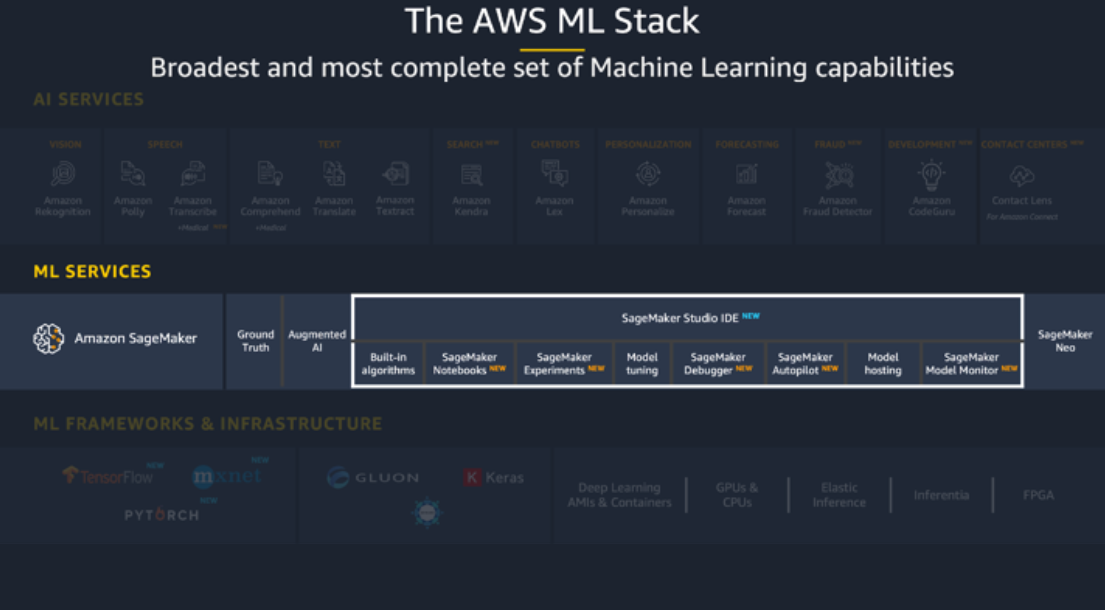 The AWS ML Stack
Broadest and most complete set of Machine Learning capabilities
AI SERVICES
VISION
SPEECH
TEXT
SEARCH NEW
CHATBOTS
PERSONALIZATION
FORECASTING
FRAUD NEW
DEVELOPMENT NEW
CONTACT CENTERS NEW
Amazon
Rekognition
Amazon
Polly
Amazon
Transcribe
+Medical NEW
Amazon
Comprehend
+Medical
Amazon
Translate
Amazon
Textract
Amazon
Kendra
Amazon
Lex
Amazon
Personalize
Amazon
Forecast
Amazon
Fraud Detector
Amazon
CodeGuru
Contact Lens
For Amazon Connect
ML SERVICES
Amazon SageMaker
Ground
Truth
Augmented
AI
SageMaker Studio IDE NEW
Built-in
algorithms
SageMaker
Notebooks NEW
SageMaker
Experiments NEW
Model
tuning
SageMaker
Debugger NEW
SageMaker
Autopilot NEW
Model
hosting
SageMaker
Model Monitor NEW
SageMaker
Neo
ML FRAMEWORKS & INFRASTRUCTURE
TensorFlow NEW
mxnet NEW
PYTORCH NEW
GLUON
K Keras
Deep Learning
AMIs & Containers
GPUs &
CPUs
Elastic
Inference
Inferentia
FPGA